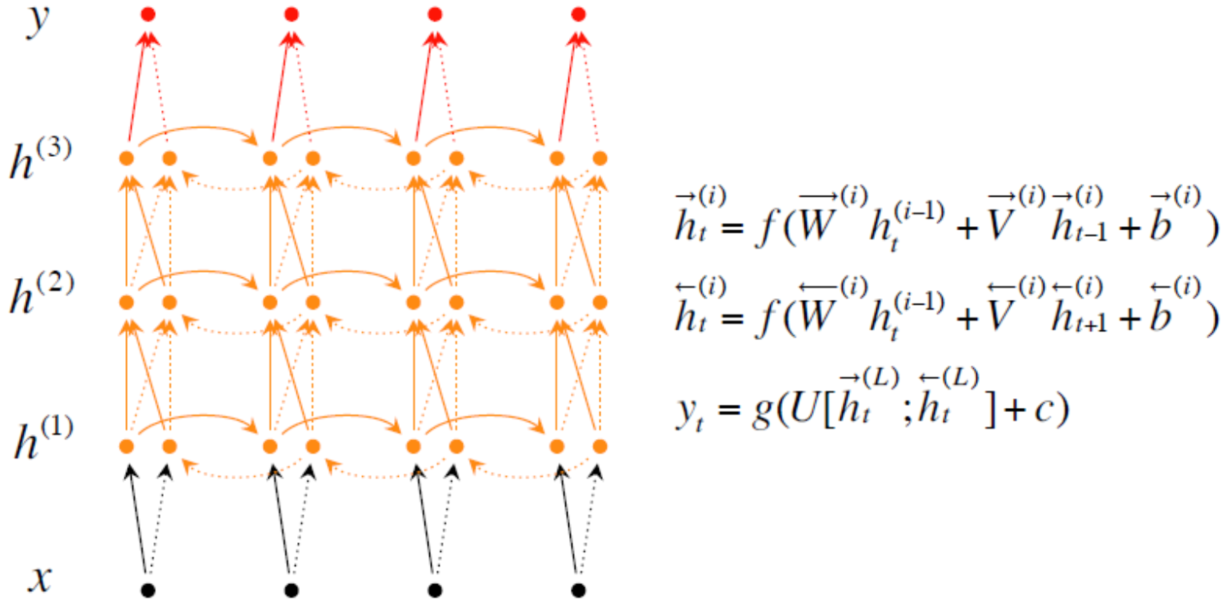 y
h^{(3)}
h^{(2)}
h^{(1)}
x
\overrightarrow{h}_t^{(i)} = f(\overrightarrow{W}^{(i)} h_t^{(i-1)} + \overrightarrow{V}^{(i)} \overrightarrow{h}_{t-1}^{(i)} + \overrightarrow{b}^{(i)})
\overleftarrow{h}_t^{(i)} = f(\overleftarrow{W}^{(i)} h_t^{(i-1)} + \overleftarrow{V}^{(i)} \overleftarrow{h}_{t+1}^{(i)} + \overleftarrow{b}^{(i)})
y_t = g(U[\overrightarrow{h}_t^{(L)}; \overleftarrow{h}_t^{(L)}] + c)